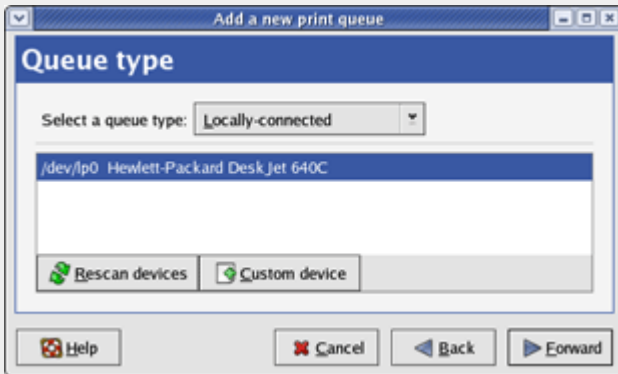 Add a new print queue
Queue type
Select a queue type: Locally-connected
/dev/lp0 Hewlett-Packard DeskJet 640C
Rescan devices Custom device
Help Cancel Back Forward